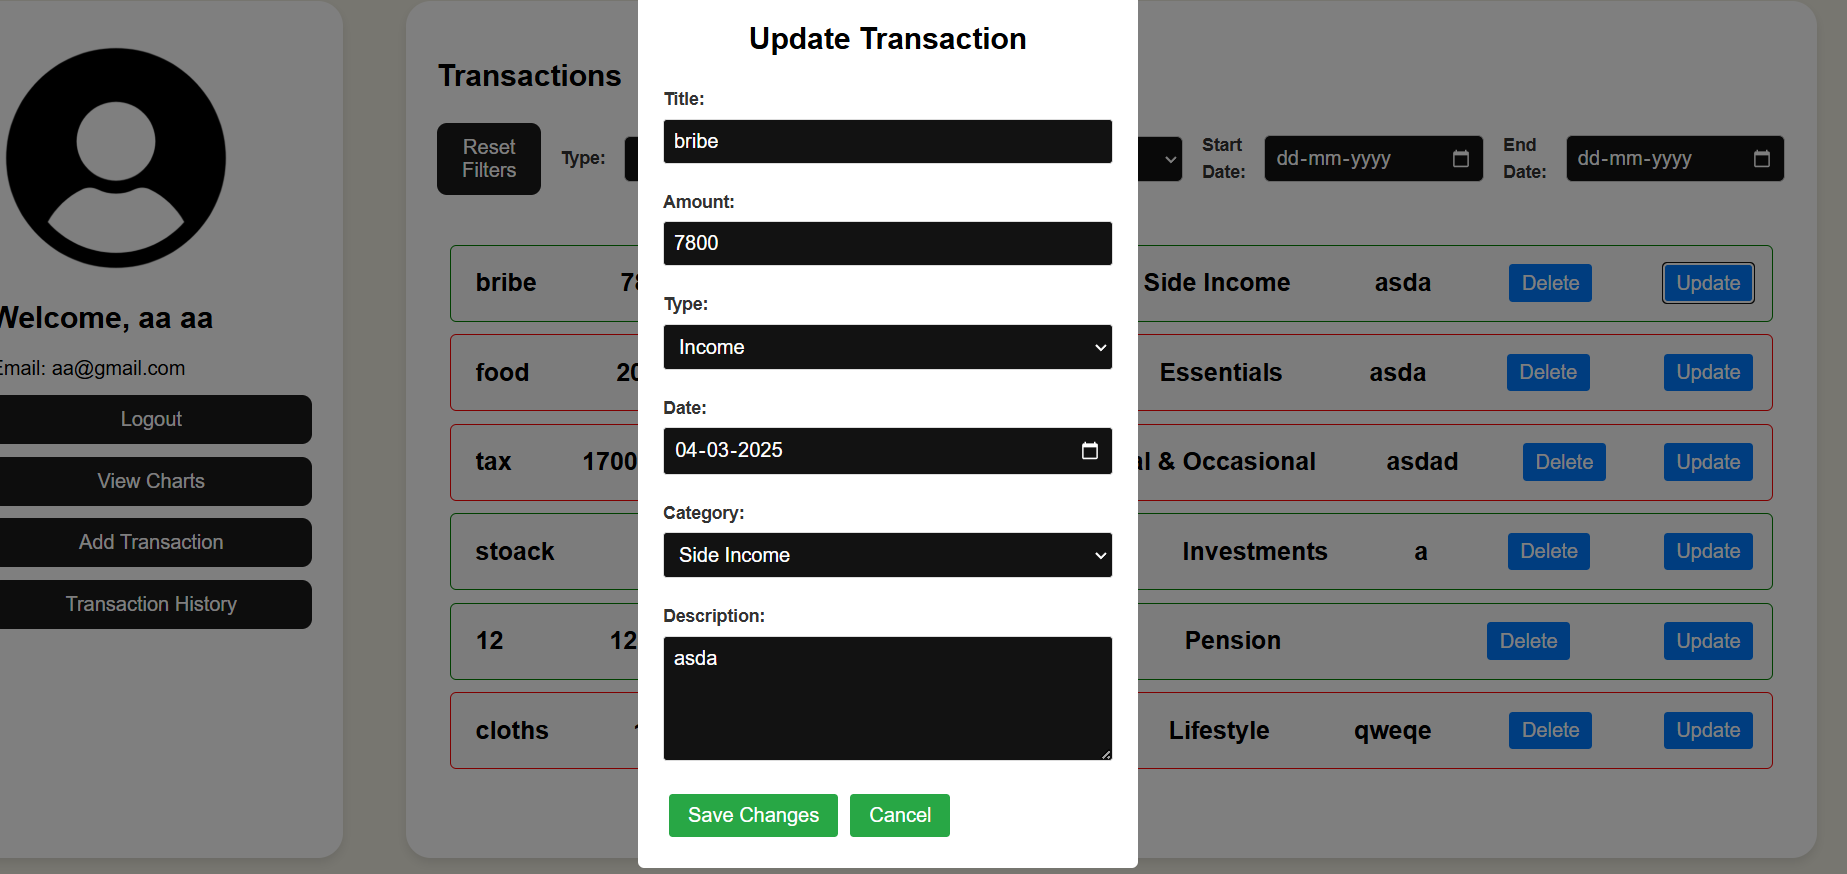 Welcome, aa aa
Email: aa@gmail.com
Logout
View Charts
Add Transaction
Transaction History
Transactions
Reset
Filters
Type:
Start
Date:
dd-mm-yyyy
End
Date:
dd-mm-yyyy
bribe Side Income asda Delete Update
food Essentials asda Delete Update
tax 1700 & Occasional asdad Delete Update
stoack Investments a Delete Update
12 12 Pension Delete Update
cloths Lifestyle qweqe Delete Update
Update Transaction
Title:
bribe
Amount:
7800
Type:
Income
Date:
04-03-2025
Category:
Side Income
Description:
asda
Save Changes Cancel